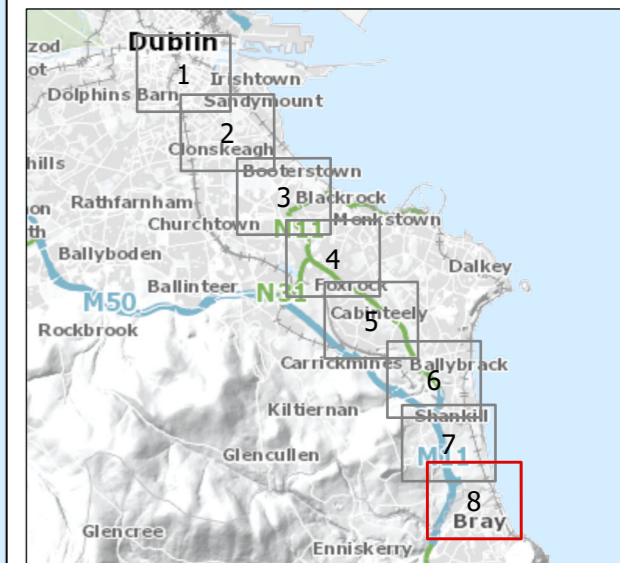 Dublin
zod
ot
1
Irishtown
Dolphins Barn
Sandymount
2
Clonskeagh
hills
Booterstown
3
Blackrock
Rathfarnham
on
th
Churchtown
Monkstown
N11
4
Ballyboden
Dalkey
Ballinteer
Foxrock
N31
M50
Cabinteely
5
Rockbrook
Carrickmines
Ballybrack
6
Kiltiernan
Shankill
7
Glencullen
M11
8
Bray
Glencree
Enniskerry